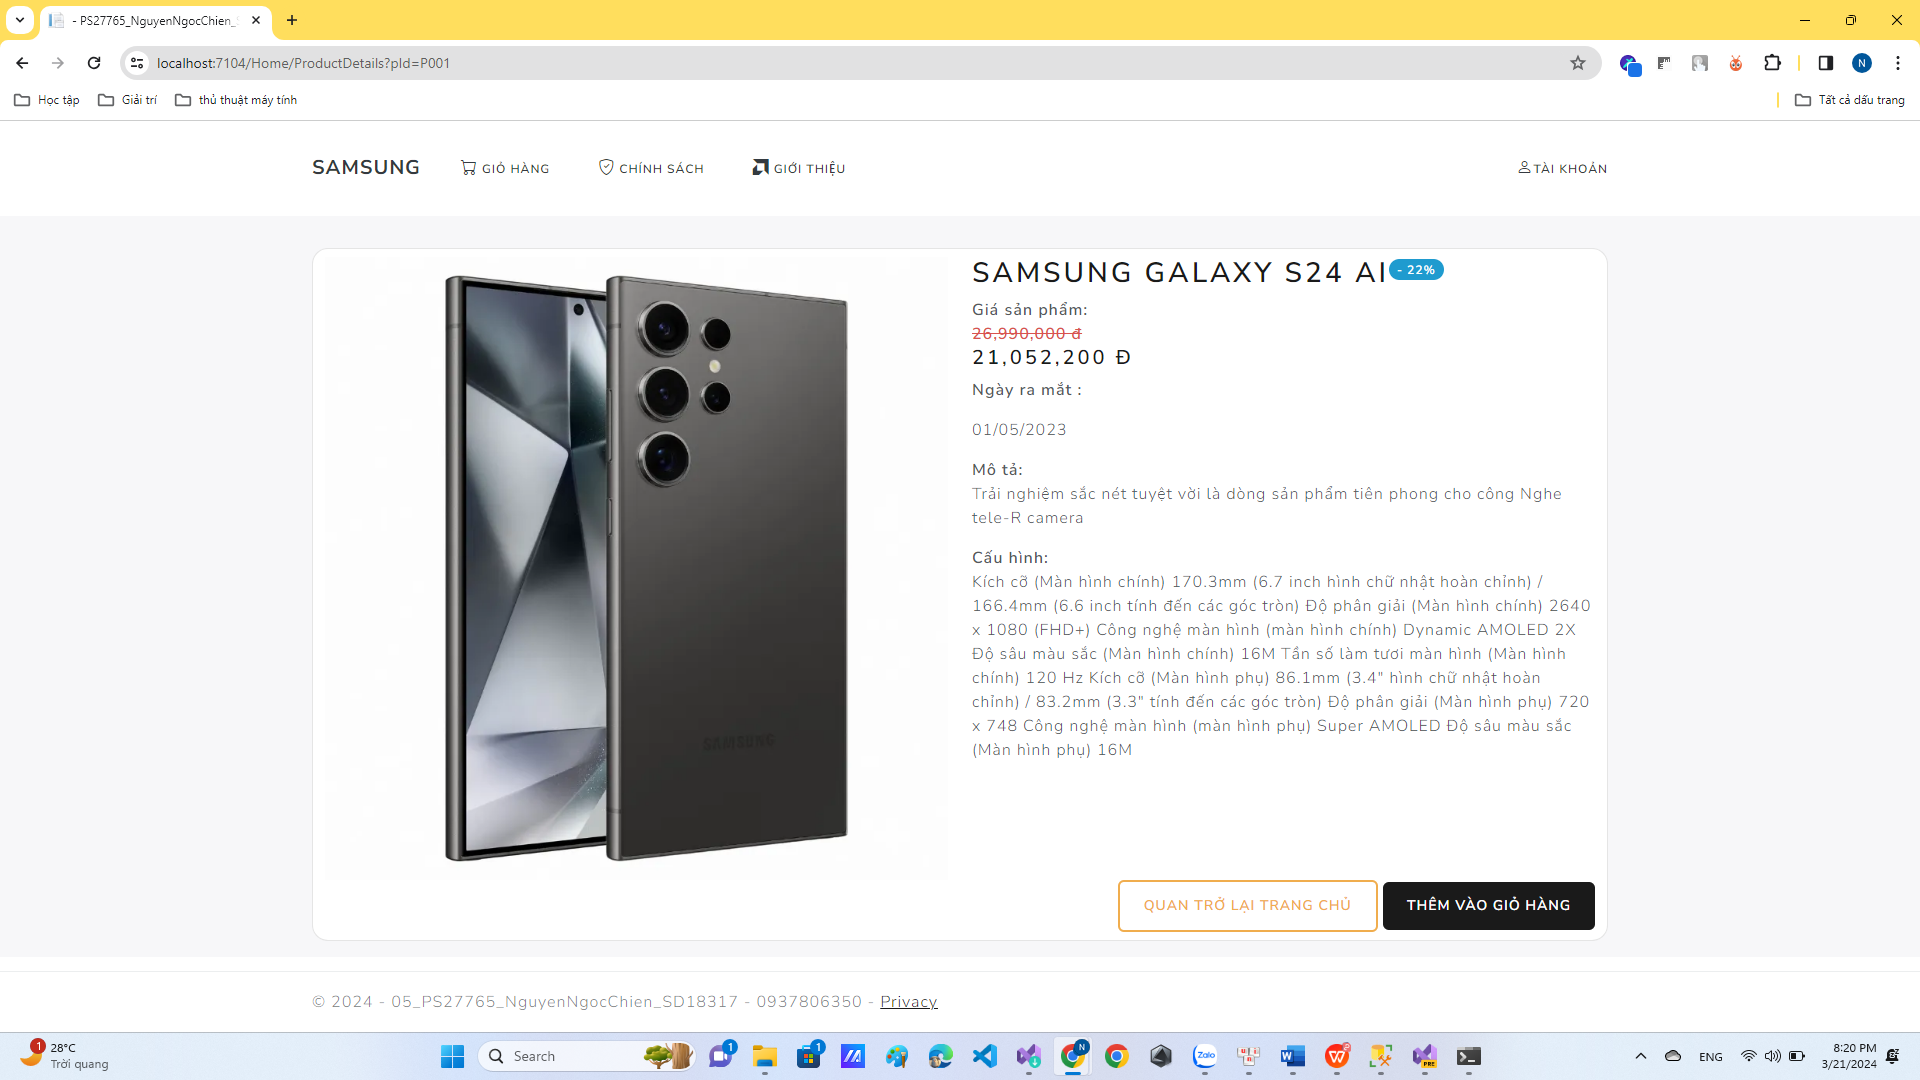 - PS27765_NguyenNgocChien_S
localhost:7104/Home/ProductDetails?pId=P001
N
Học tập
Giải trí
thủ thuật máy tính
Tất cả dấu trang
SAMSUNG
GIỎ HÀNG
CHÍNH SÁCH
GIỚI THIỆU
TÀI KHOẢN
SAMSUNG GALAXY S24 AI
- 22%
Giá sản phẩm:
26,990,000 đ
21,052,200 Đ
Ngày ra mắt :
01/05/2023
Mô tả:
Trải nghiệm sắc nét tuyệt vời là dòng sản phẩm tiên phong cho công Nghe
tele-R camera
Cấu hình:
Kích cỡ (Màn hình chính) 170.3mm (6.7 inch hình chữ nhật hoàn chỉnh) /
166.4mm (6.6 inch tính đến các góc tròn) Độ phân giải (Màn hình chính) 2640
x 1080 (FHD+) Công nghệ màn hình (màn hình chính) Dynamic AMOLED 2X
Độ sâu màu sắc (Màn hình chính) 16M Tần số làm tươi màn hình (Màn hình
chính) 120 Hz Kích cỡ (Màn hình phụ) 86.1mm (3.4" hình chữ nhật hoàn
chỉnh) / 83.2mm (3.3" tính đến các góc tròn) Độ phân giải (Màn hình phụ) 720
x 748 Công nghệ màn hình (màn hình phụ) Super AMOLED Độ sâu màu sắc
(Màn hình phụ) 16M
SAMSUNG
QUAN TRỞ LẠI TRANG CHỦ
THÊM VÀO GIỎ HÀNG
© 2024 - 05_PS27765_NguyenNgocChien_SD18317 - 0937806350 - Privacy
1
28°C
Trời quang
Search
1
1
N
Zalo
PRE
ENG
8:20 PM
3/21/2024